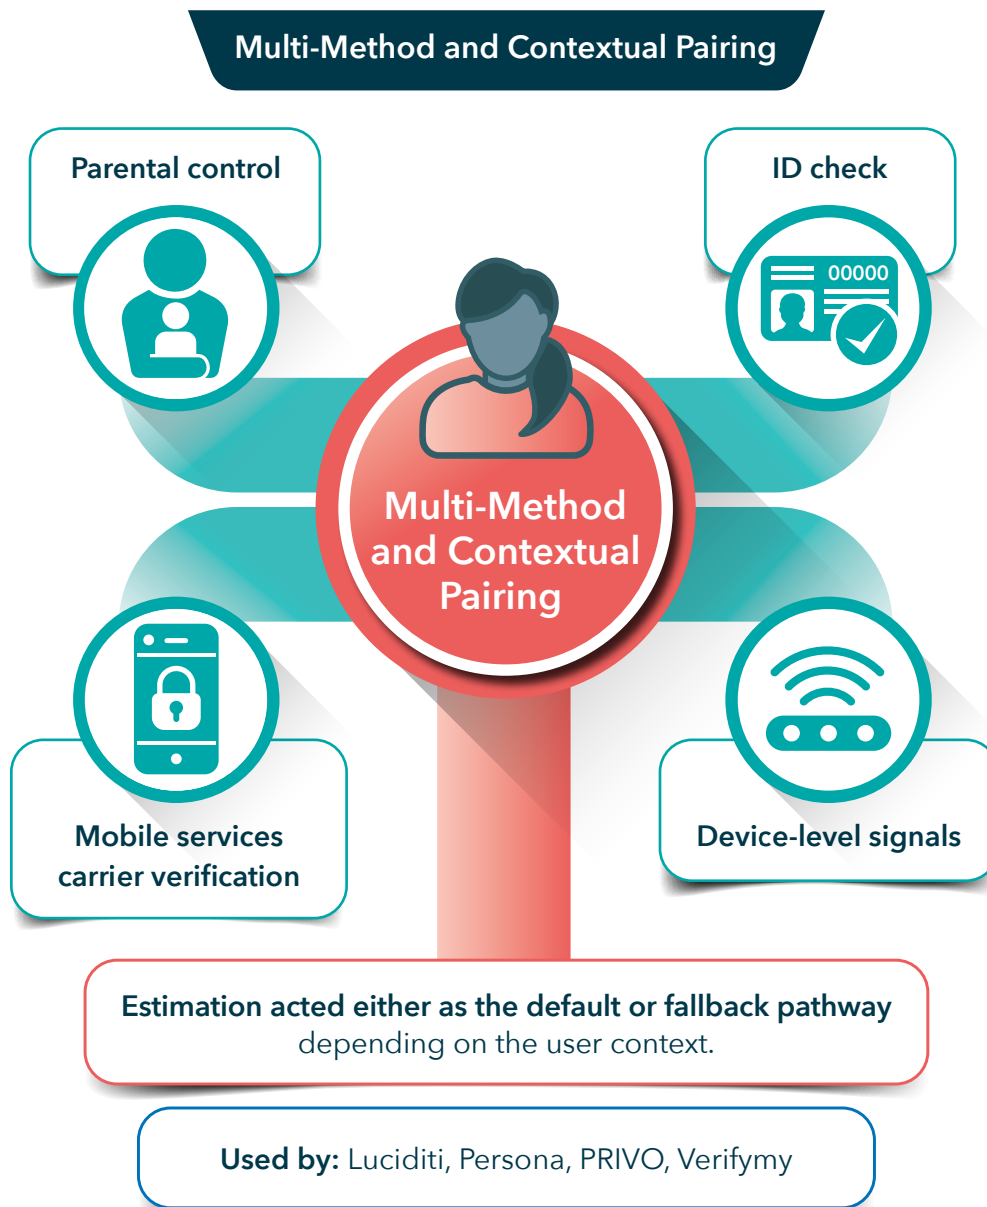 Multi-Method and Contextual Pairing
Parental control
ID check
00000
Multi-Method
and Contextual
Pairing
Mobile services
carrier verification
Device-level signals
Estimation acted either as the default or fallback pathway
depending on the user context.
Used by: Luciditi, Persona, PRIVO, Verifymy